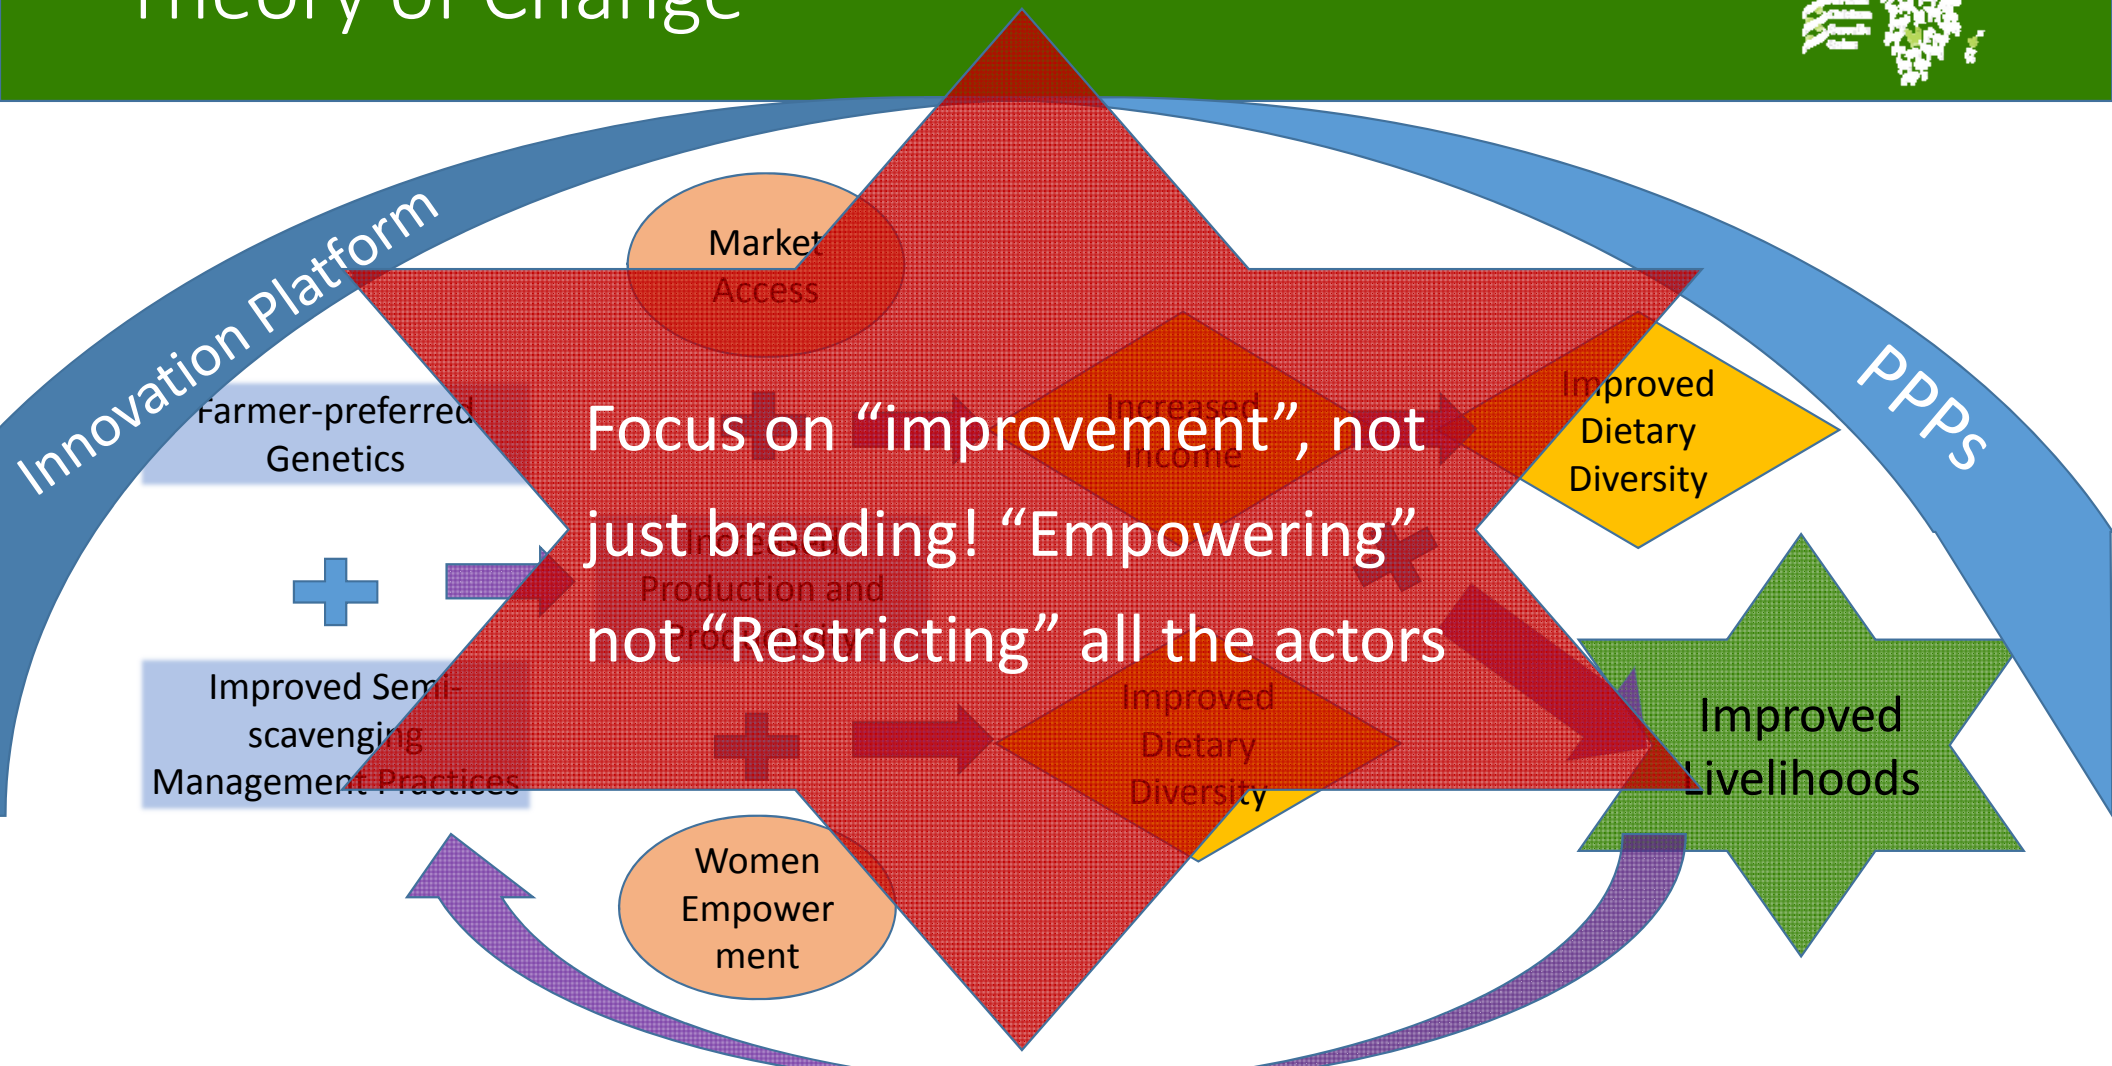 Theory of Change
Innovation Platform
PPPs
Market
Access
Farmer-preferred
Genetics
Increased
Income
Improved
Dietary
Diversity
Focus on “improvement”, not
just breeding! “Empowering”
not “Restricting” all the actors
Increased
Production and
Productivity
Improved Semi-
scavenging
Management Practices
Improved
Dietary
Diversity
Improved
Livelihoods
Women
Empower
ment